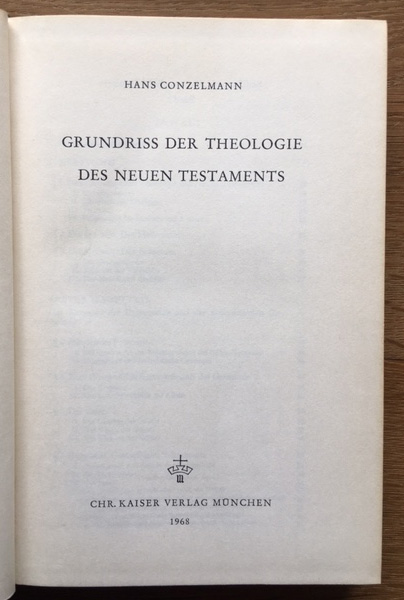 HANS CONZELMANN
GRUNDRISS DER THEOLOGIE
DES NEUEN TESTAMENTS
CHR. KAISER VERLAG MÜNCHEN
1968